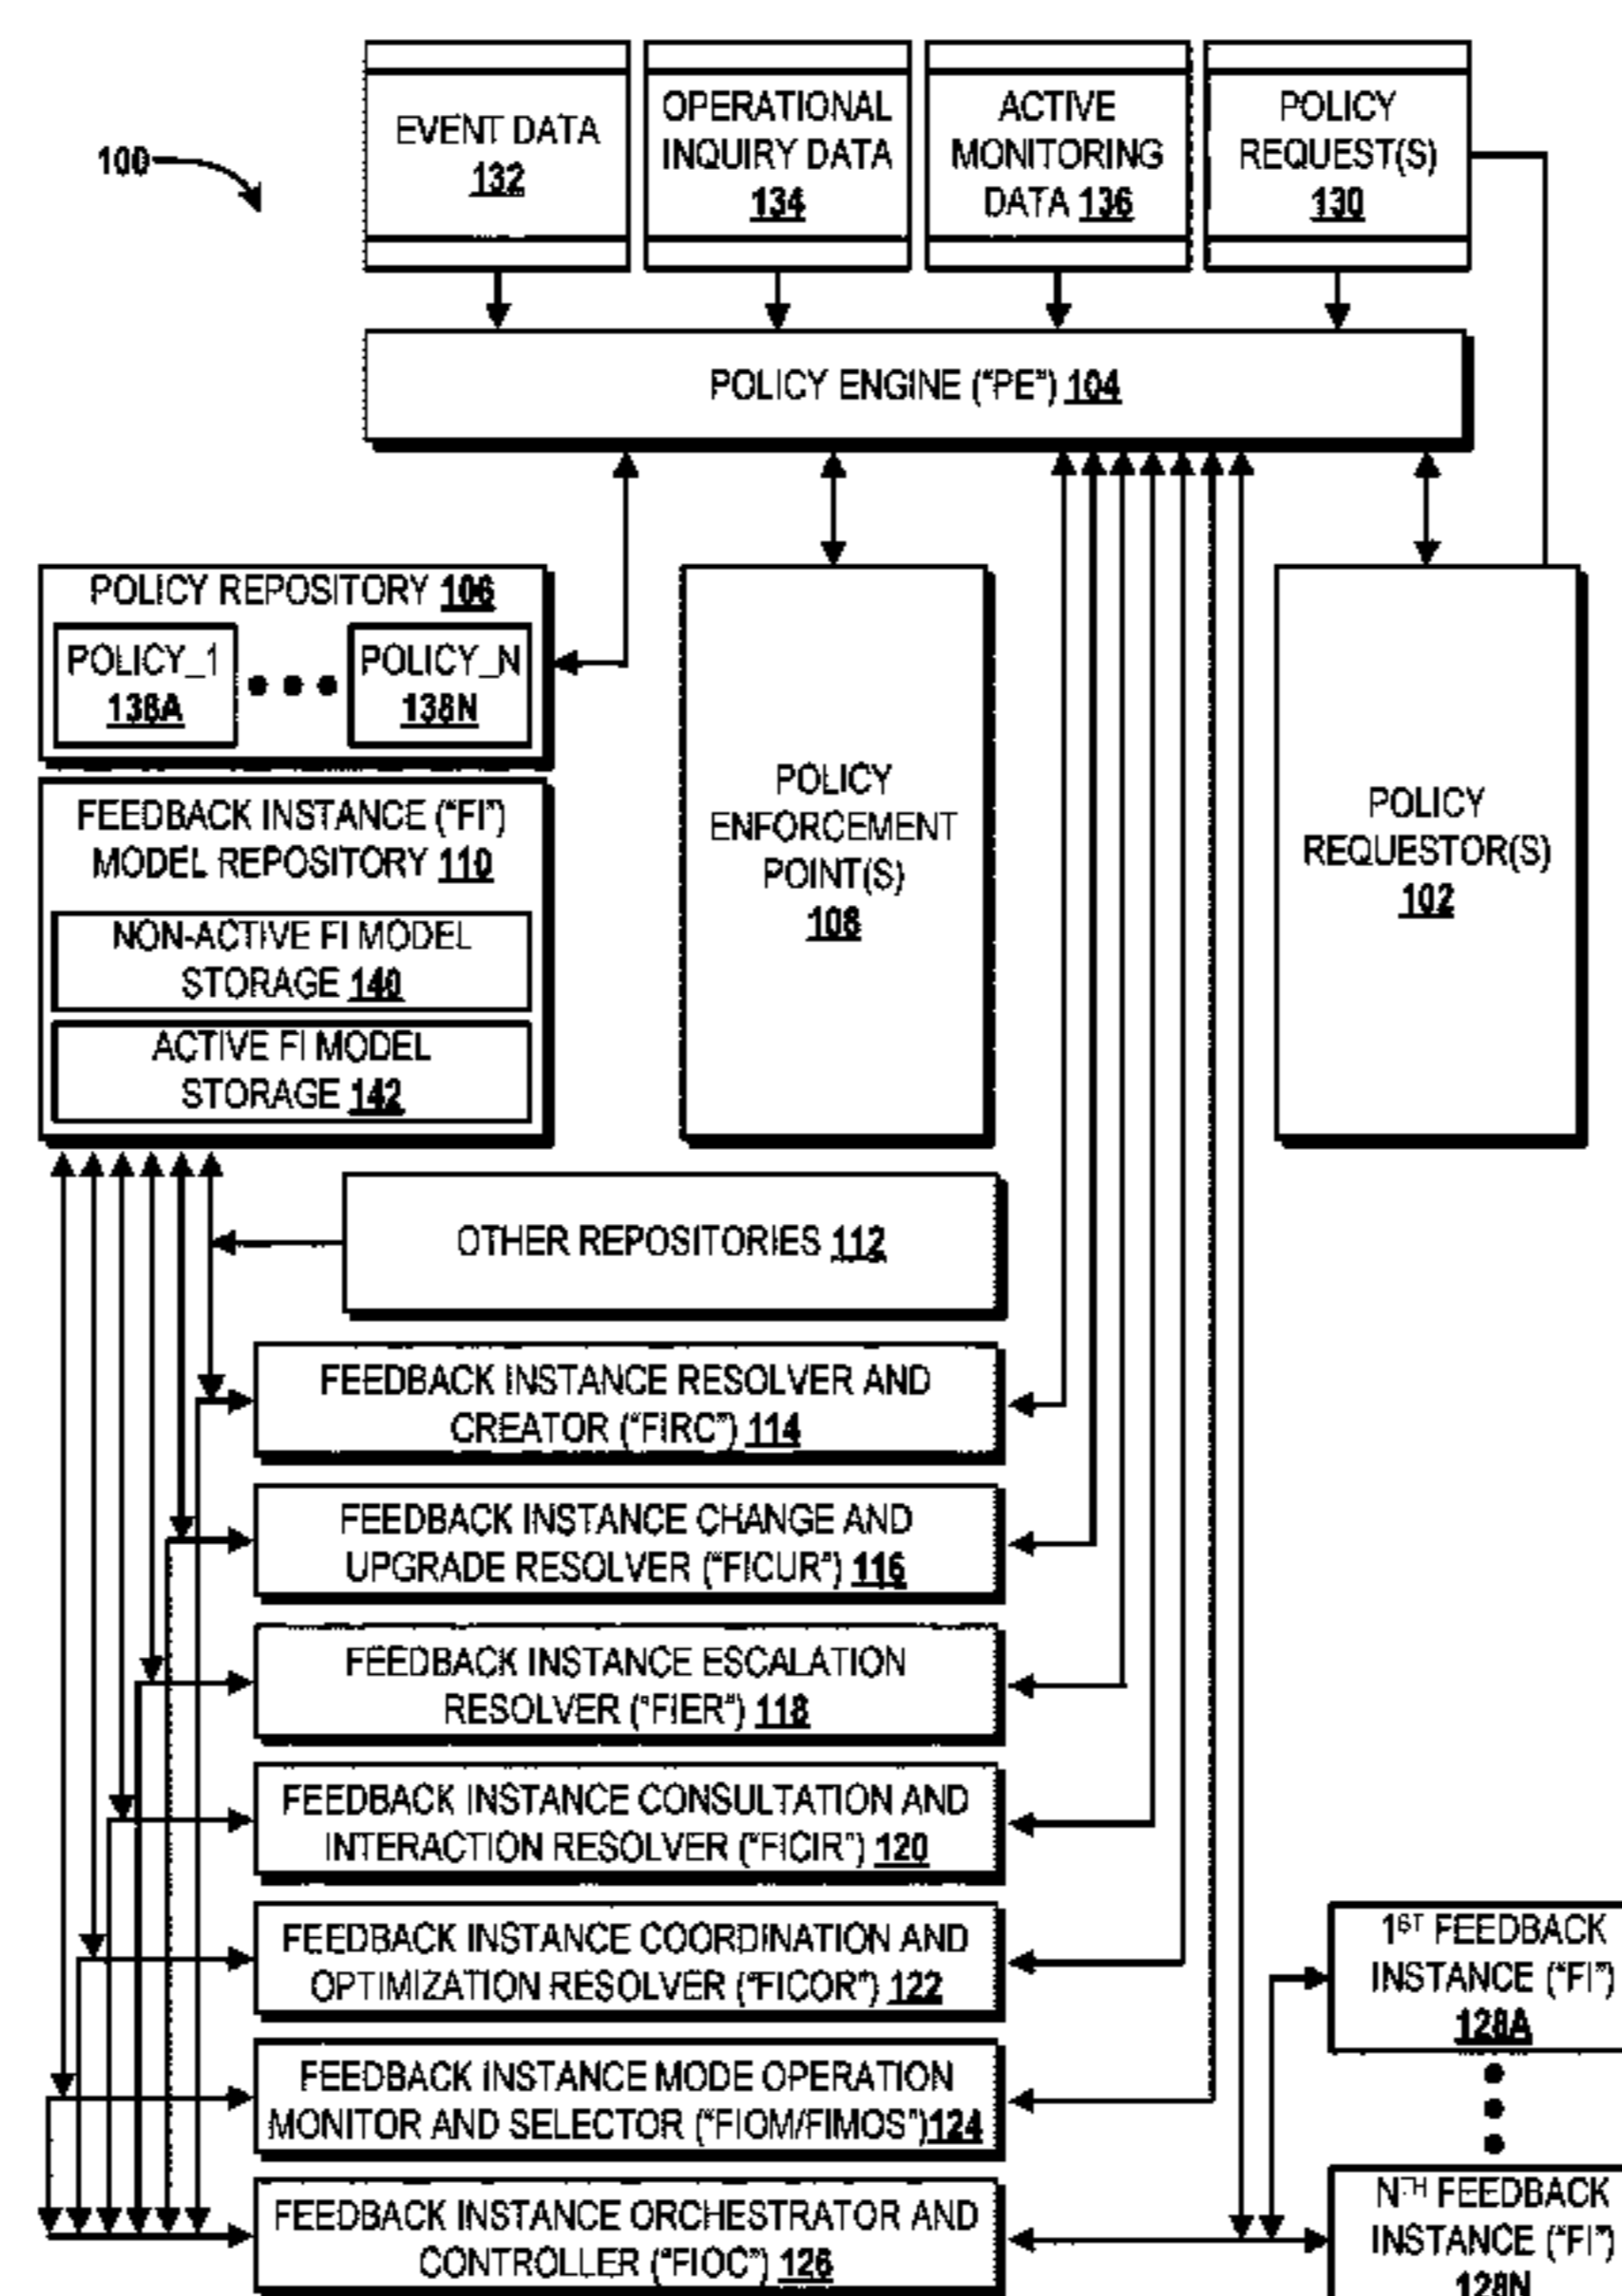 100
EVENT DATA
132
OPERATIONAL
INQUIRY DATA
134
ACTIVE
MONITORING
DATA 136
POLICY
REQUEST(S)
130
POLICY ENGINE ("PE") 104
POLICY REPOSITORY 106
POLICY_1
138A
POLICY_N
138N
FEEDBACK INSTANCE ("FI")
MODEL REPOSITORY 110
NON-ACTIVE FI MODEL
STORAGE 140
ACTIVE FI MODEL
STORAGE 142
POLICY
ENFORCEMENT
POINT(S)
108
POLICY
REQUESTOR(S)
102
OTHER REPOSITORIES 112
FEEDBACK INSTANCE RESOLVER AND
CREATOR ("FIRC") 114
FEEDBACK INSTANCE CHANGE AND
UPGRADE RESOLVER ("FICUR") 116
FEEDBACK INSTANCE ESCALATION
RESOLVER ("FIER") 118
FEEDBACK INSTANCE CONSULTATION AND
INTERACTION RESOLVER ("FICIR") 120
FEEDBACK INSTANCE COORDINATION AND
OPTIMIZATION RESOLVER ("FICOR") 122
FEEDBACK INSTANCE MODE OPERATION
MONITOR AND SELECTOR ("FIOM/FIMOS")124
FEEDBACK INSTANCE ORCHESTRATOR AND
CONTROLLER ("FIOC") 126
1ST FEEDBACK
INSTANCE ("FI")
128A
NTH FEEDBACK
INSTANCE ("FI")
128N